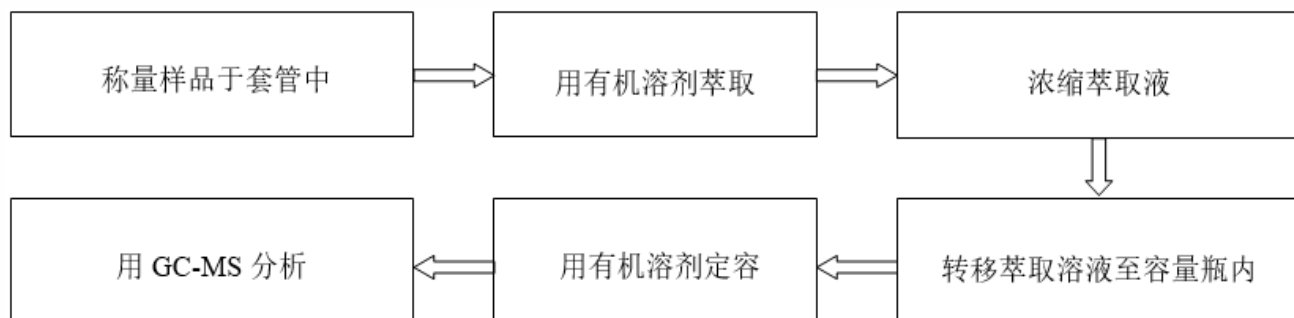 称量样品于套管中
用有机溶剂萃取
浓缩萃取液
转移萃取溶液至容量瓶内
用有机溶剂定容
用 GC-MS 分析